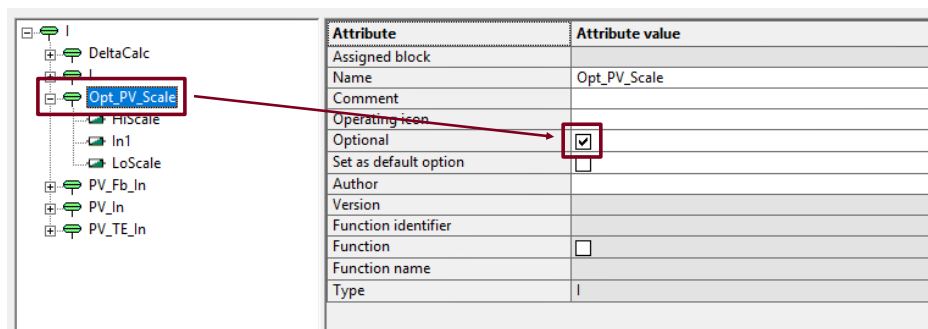 I
DeltaCalc
I
Opt_PV_Scale
HiScale
In1
LoScale
PV_Fb_In
PV_In
PV_TE_In
Attribute Attribute value
Assigned block
Name Opt_PV_Scale
Comment
Operating icon
Optional
Set as default option
Author
Version
Function identifier
Function
Function name
Type I